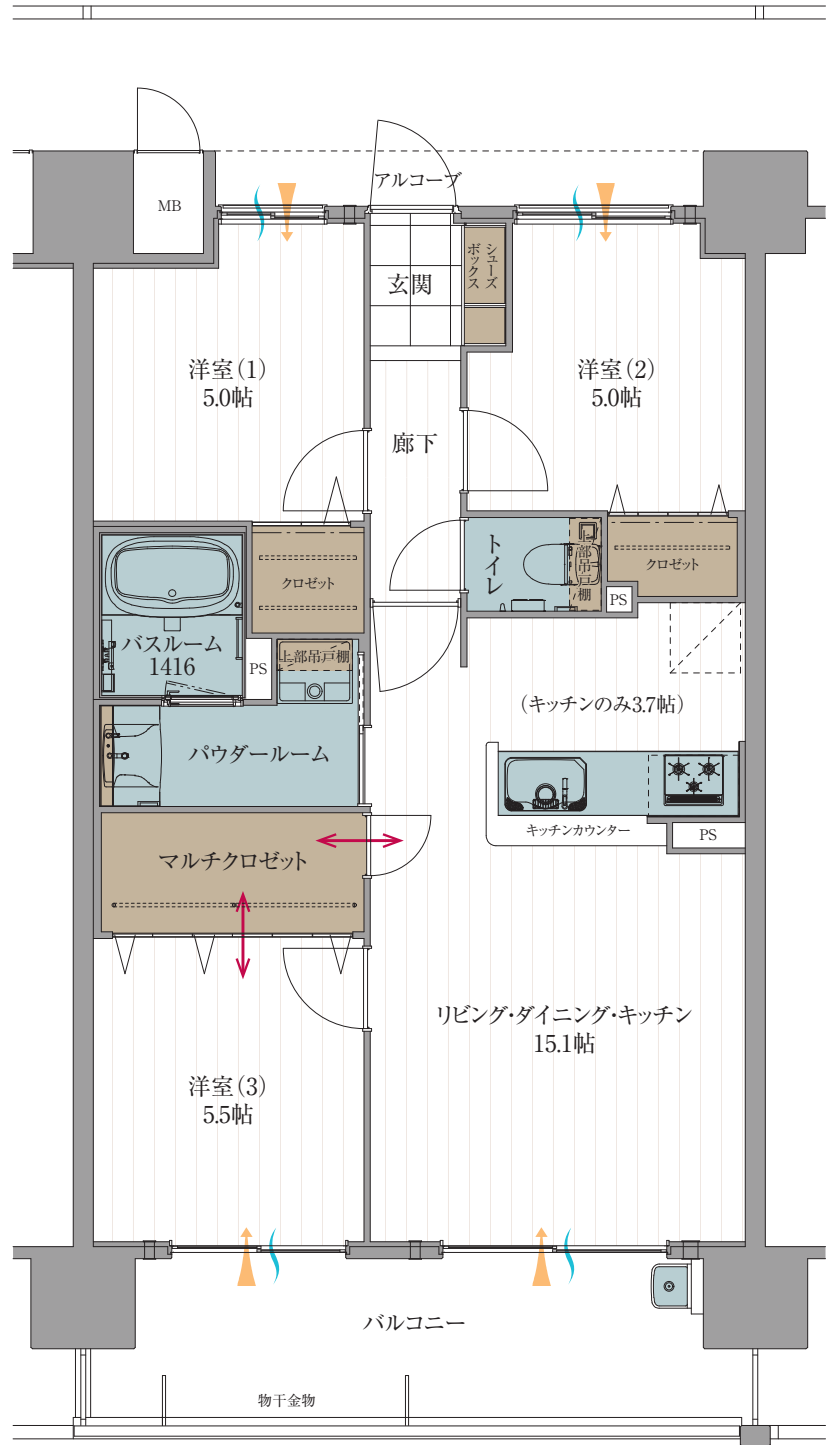 アルコーブ
MB
シューズ
ボックス
玄関
洋室(1)
5.0帖
洋室(2)
5.0帖
廊下
トイレ
上部吊戸棚
クロゼット
クロゼット
PS
バスルーム
1416
PS
上部吊戸棚
(キッチンのみ3.7帖)
パウダールーム
キッチンカウンター
PS
マルチクロゼット
リビング・ダイニング・キッチン
15.1帖
洋室(3)
5.5帖
バルコニー
物干金物